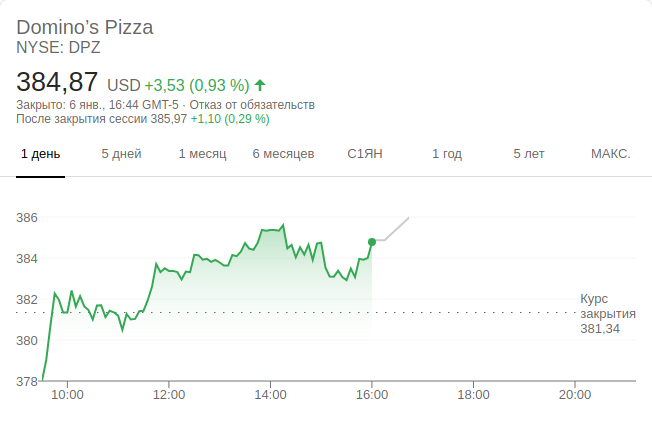 Domino’s Pizza
NYSE: DPZ
384,87 USD +3,53 (0,93 %)
Закрыто: 6 янв., 16:44 GMT-5 · Отказ от обязательств
После закрытия сессии 385,97 +1,10 (0,29 %)
1 день 5 дней 1 месяц 6 месяцев С1ЯН 1 год 5 лет МАКС.
386
384
382
380
378
Курс
закрытия
381,34
10:00 12:00 14:00 16:00 18:00 20:00